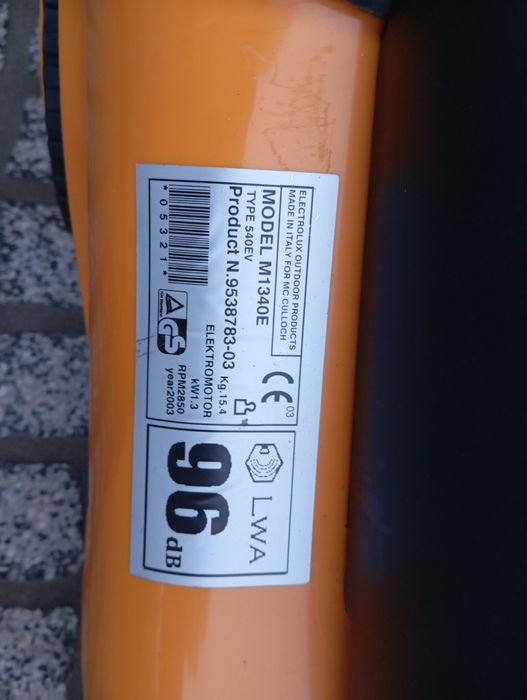 ELECTROLUX OUTDOOR PRODUCTS
MADE IN ITALY FOR MC CULLOCH
MODEL M1340E
TYPE 540EV
Product N.9538783-03
Kg.15.4
CE 03
*05321*
GS
ELEKTROMOTOR
kW1.3
RPM2850
year2003
LWA
96 dB